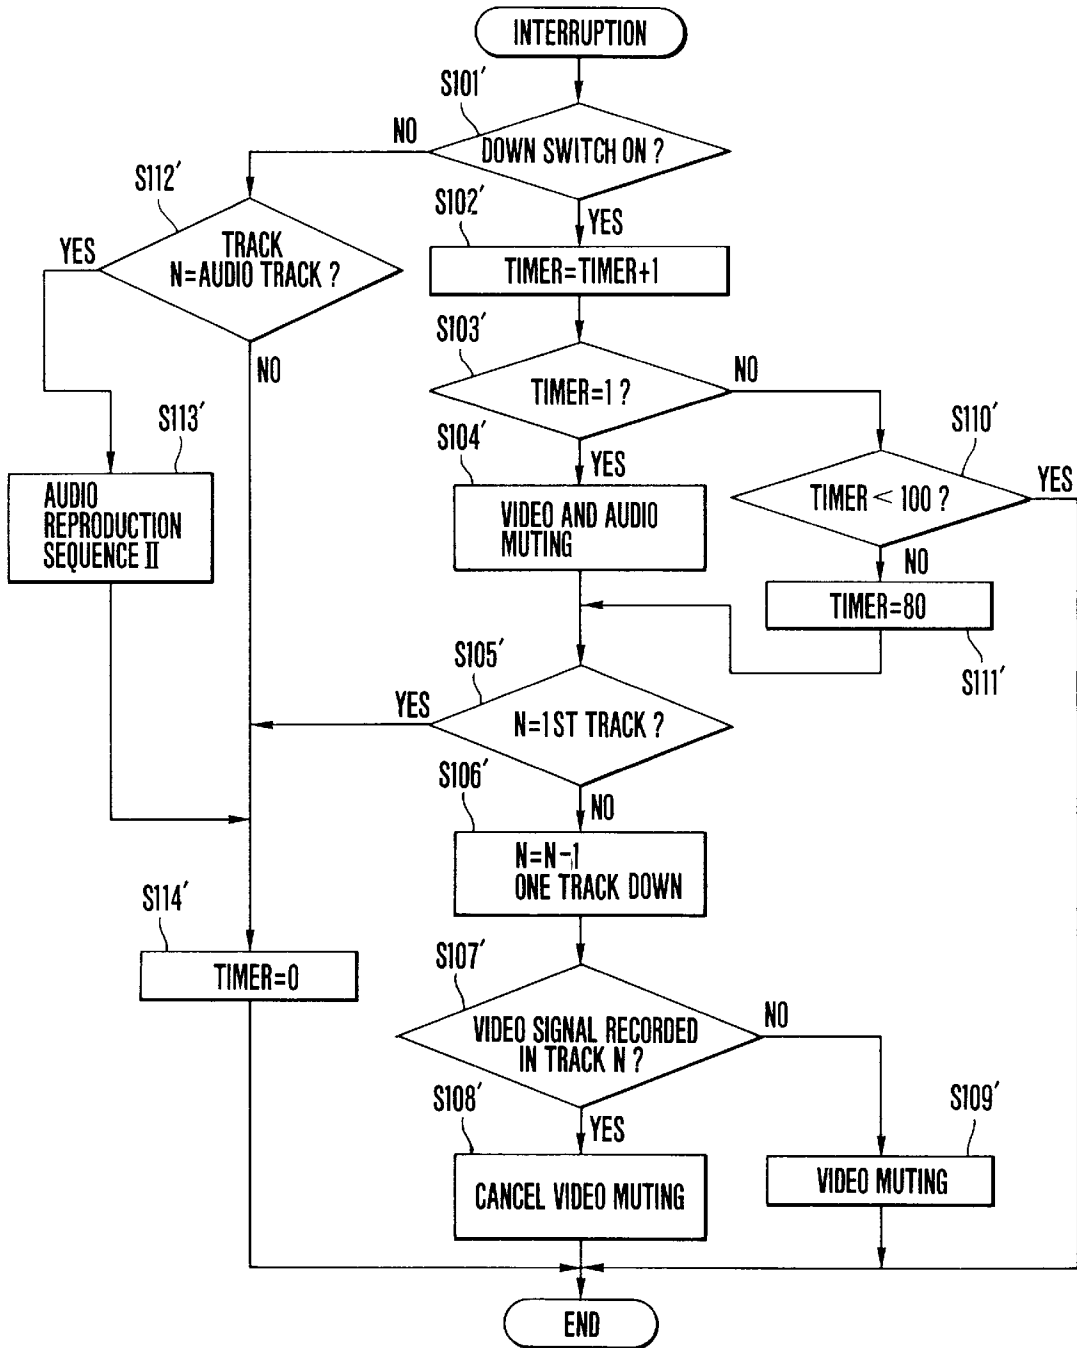 INTERRUPTION
S101'
DOWN SWITCH ON ?
NO
YES
S112'
TRACK
N=AUDIO TRACK ?
YES
NO
S102'
TIMER=TIMER+1
S103'
TIMER=1 ?
NO
YES
S113'
AUDIO
REPRODUCTION
SEQUENCE II
S104'
VIDEO AND AUDIO
MUTING
S110'
TIMER < 100 ?
YES
NO
TIMER=80
S111'
S105'
N=1ST TRACK ?
YES
NO
S106'
N=N-1
ONE TRACK DOWN
S114'
TIMER=0
S107'
VIDEO SIGNAL RECORDED
IN TRACK N ?
NO
YES
S108'
CANCEL VIDEO MUTING
S109'
VIDEO MUTING
END